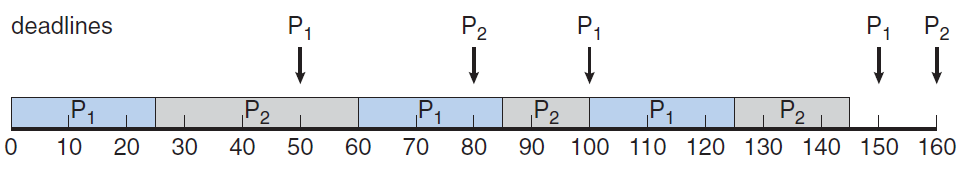 deadlines P₁ P₂ P₁ P₁ P₂
P₁ P₂ P₁ P₂ P₁ P₂
0 10 20 30 40 50 60 70 80 90 100 110 120 130 140 150 160